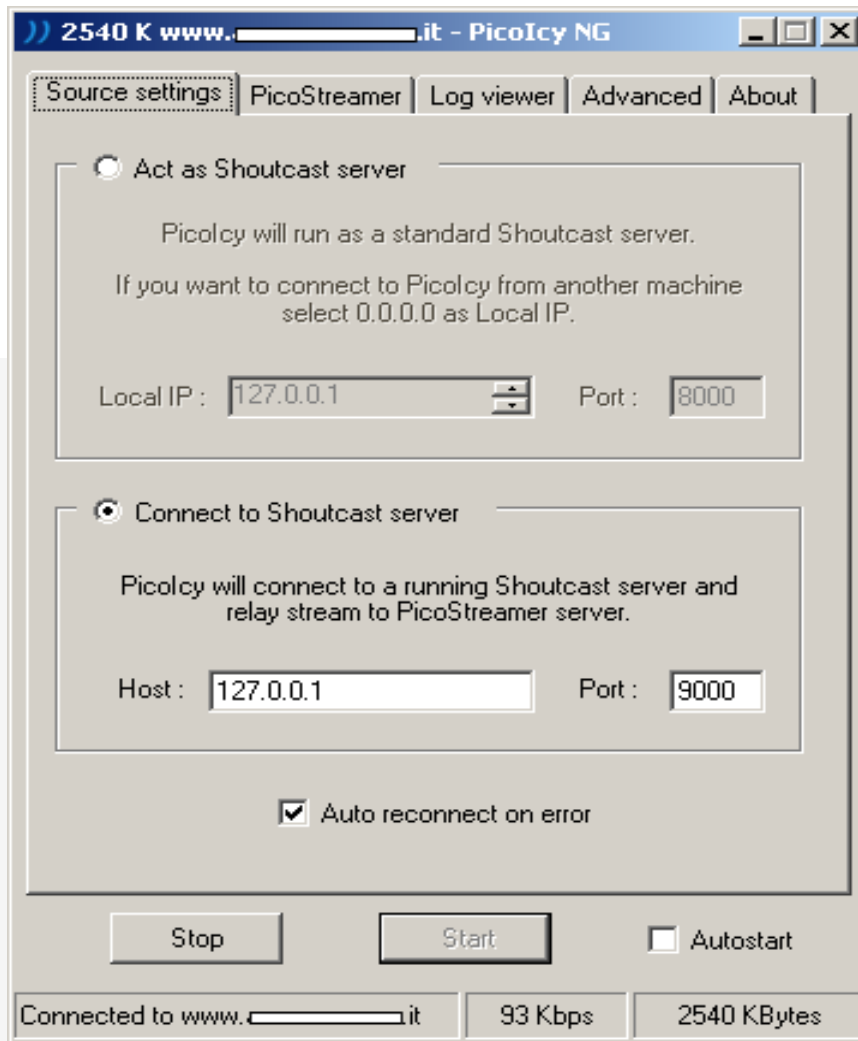 2540 K www. .it - PicoIcy NG
Source settings PicoStreamer Log viewer Advanced About
Act as Shoutcast server
PicoIcy will run as a standard Shoutcast server.
If you want to connect to PicoIcy from another machine
select 0.0.0.0 as Local IP.
Local IP : 127.0.0.1 Port : 8000
Connect to Shoutcast server
PicoIcy will connect to a running Shoutcast server and
relay stream to PicoStreamer server.
Host : 127.0.0.1 Port : 9000
Auto reconnect on error
Stop Start Autostart
Connected to www. it 93 Kbps 2540 KBytes